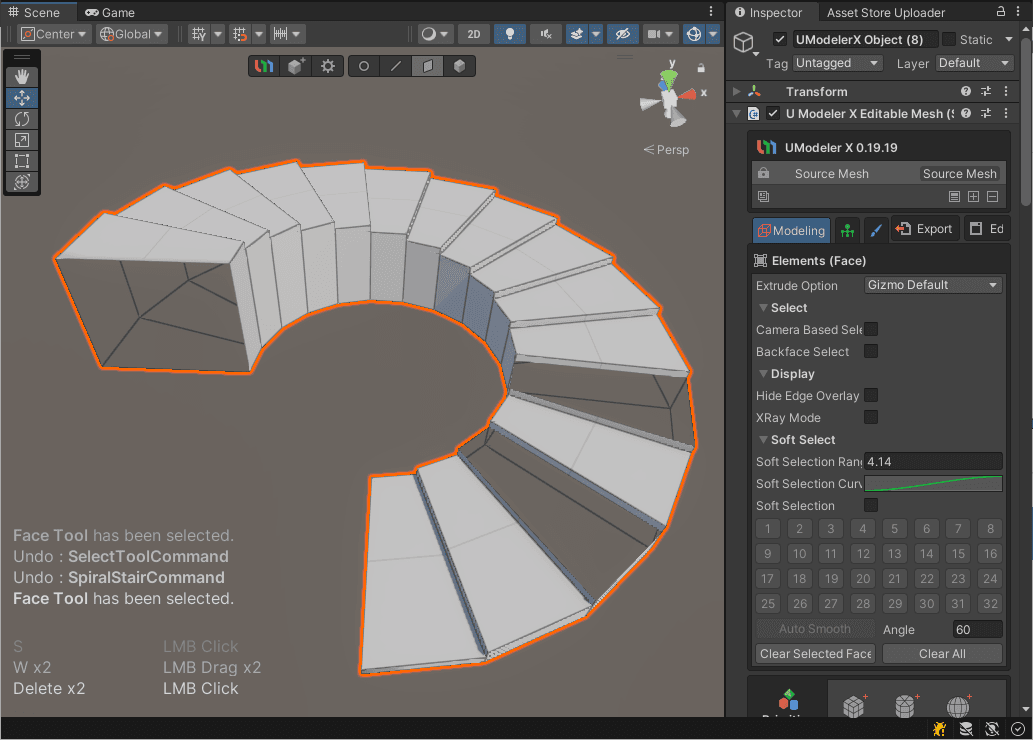 Scene
Game
Inspector
Asset Store Uploader
Center
Global
2D
UModelerX Object (8)
Static
Tag
Untagged
Layer
Default
Transform
U Modeler X Editable Mesh (S
y
x
Persp
UModeler X 0.19.19
Source Mesh
Source Mesh
Modeling
Export
Ed
Elements (Face)
Extrude Option
Gizmo Default
Select
Camera Based Sele
Backface Select
Display
Hide Edge Overlay
XRay Mode
Soft Select
Soft Selection Rang
4.14
Soft Selection Curv
Soft Selection
1 2 3 4 5 6 7 8
9 10 11 12 13 14 15 16
17 18 19 20 21 22 23 24
25 26 27 28 29 30 31 32
Auto Smooth
Angle
60
Clear Selected Face
Clear All
Face Tool has been selected.
Undo : SelectToolCommand
Undo : SpiralStairCommand
Face Tool has been selected.
S LMB Click
W x2 LMB Drag x2
Delete x2 LMB Click